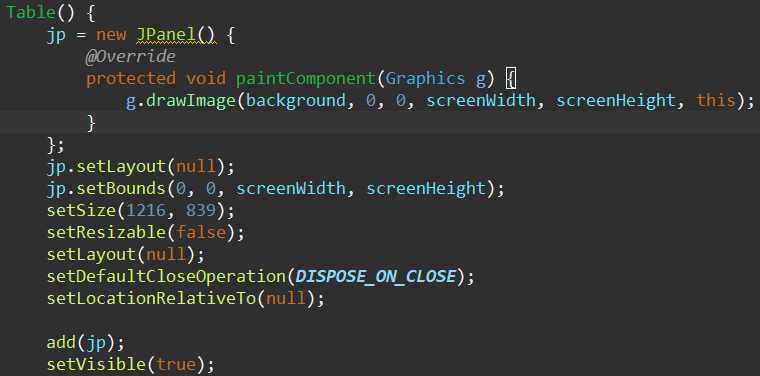 Table() {
    jp = new JPanel() {
        @Override
        protected void paintComponent(Graphics g) {
            g.drawImage(background, 0, 0, screenWidth, screenHeight, this);
        }
    };
    jp.setLayout(null);
    jp.setBounds(0, 0, screenWidth, screenHeight);
    setSize(1216, 839);
    setResizable(false);
    setLayout(null);
    setDefaultCloseOperation(DISPOSE_ON_CLOSE);
    setLocationRelativeTo(null);

    add(jp);
    setVisible(true);